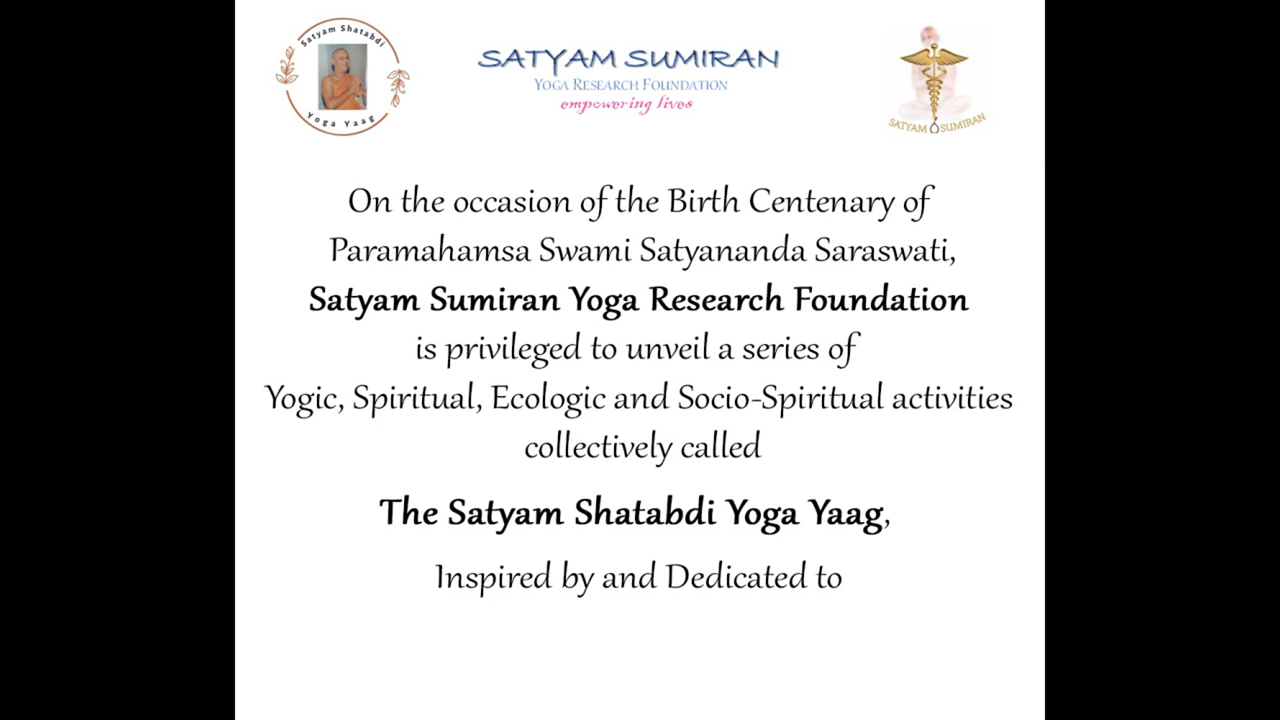 Satyam Shatabdi
Yoga Yaag
SATYAM SUMIRAN
YOGA RESEARCH FOUNDATION
empowering lives
SATYAM SUMIRAN
On the occasion of the Birth Centenary of
Paramahamsa Swami Satyananda Saraswati,
Satyam Sumiran Yoga Research Foundation
is privileged to unveil a series of
Yogic, Spiritual, Ecologic and Socio-Spiritual activities
collectively called
The Satyam Shatabdi Yoga Yaag,
Inspired by and Dedicated to